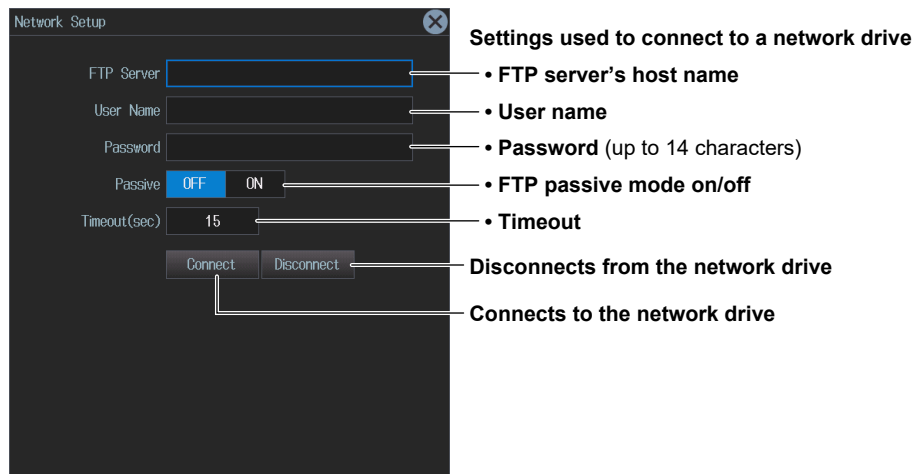 Network Setup
Settings used to connect to a network drive
FTP Server
• FTP server's host name
User Name
• User name
Password
• Password (up to 14 characters)
Passive OFF ON
• FTP passive mode on/off
Timeout(sec) 15
• Timeout
Connect Disconnect
Disconnects from the network drive
Connects to the network drive